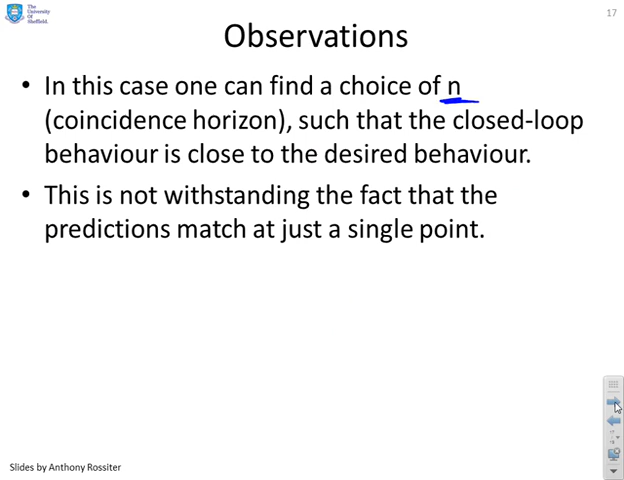 The
University
Of
Sheffield.
17
Observations
• In this case one can find a choice of n
(coincidence horizon), such that the closed-loop
behaviour is close to the desired behaviour.
• This is not withstanding the fact that the
predictions match at just a single point.
Slides by Anthony Rossiter